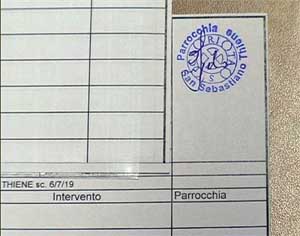 Parrocchia Thiene
San Sebastiano
THIENE sc. 6/7/19
Intervento
Parrocchia